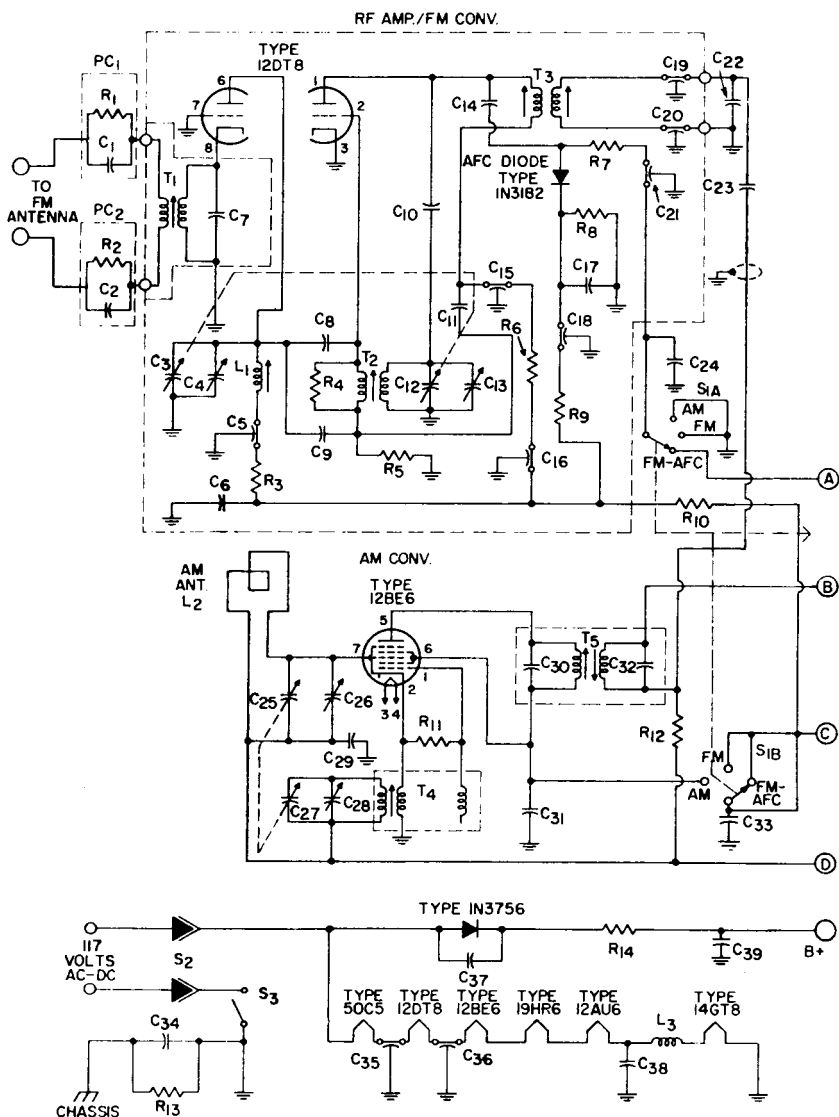 RF AMP./FM CONV.
PC1
TYPE
12DT8
R1
C1
7
6
8
1
2
3
C14
T3
C19
C22
C20
TO
FM
ANTENNA
T1
C7
C10
AFC DIODE
TYPE
IN3182
R7
C21
C23
PC2
R2
C2
R8
C17
C15
C11
C18
R6
C8
C3
C4
L1
R4
T2
C12
C13
C24
S1A
AM
FM
FM-AFC
C5
C9
R5
R9
C16
A
C6
R3
R10
AM
ANT.
L2
AM CONV.
TYPE
12BE6
B
5
7
6
1
2
3 4
T5
C30
C32
C25
C26
R11
C29
R12
C
FM
S1B
AM
FM-
AFC
C27
C28
T4
C31
C33
D
TYPE IN3756
117
VOLTS
AC-DC
S2
C37
R14
C39
B+
S3
TYPE
50C5
TYPE
12DT8
TYPE
12BE6
TYPE
19HR6
TYPE
12AU6
L3
TYPE
14GT8
C34
C35
C36
C38
R13
CHASSIS